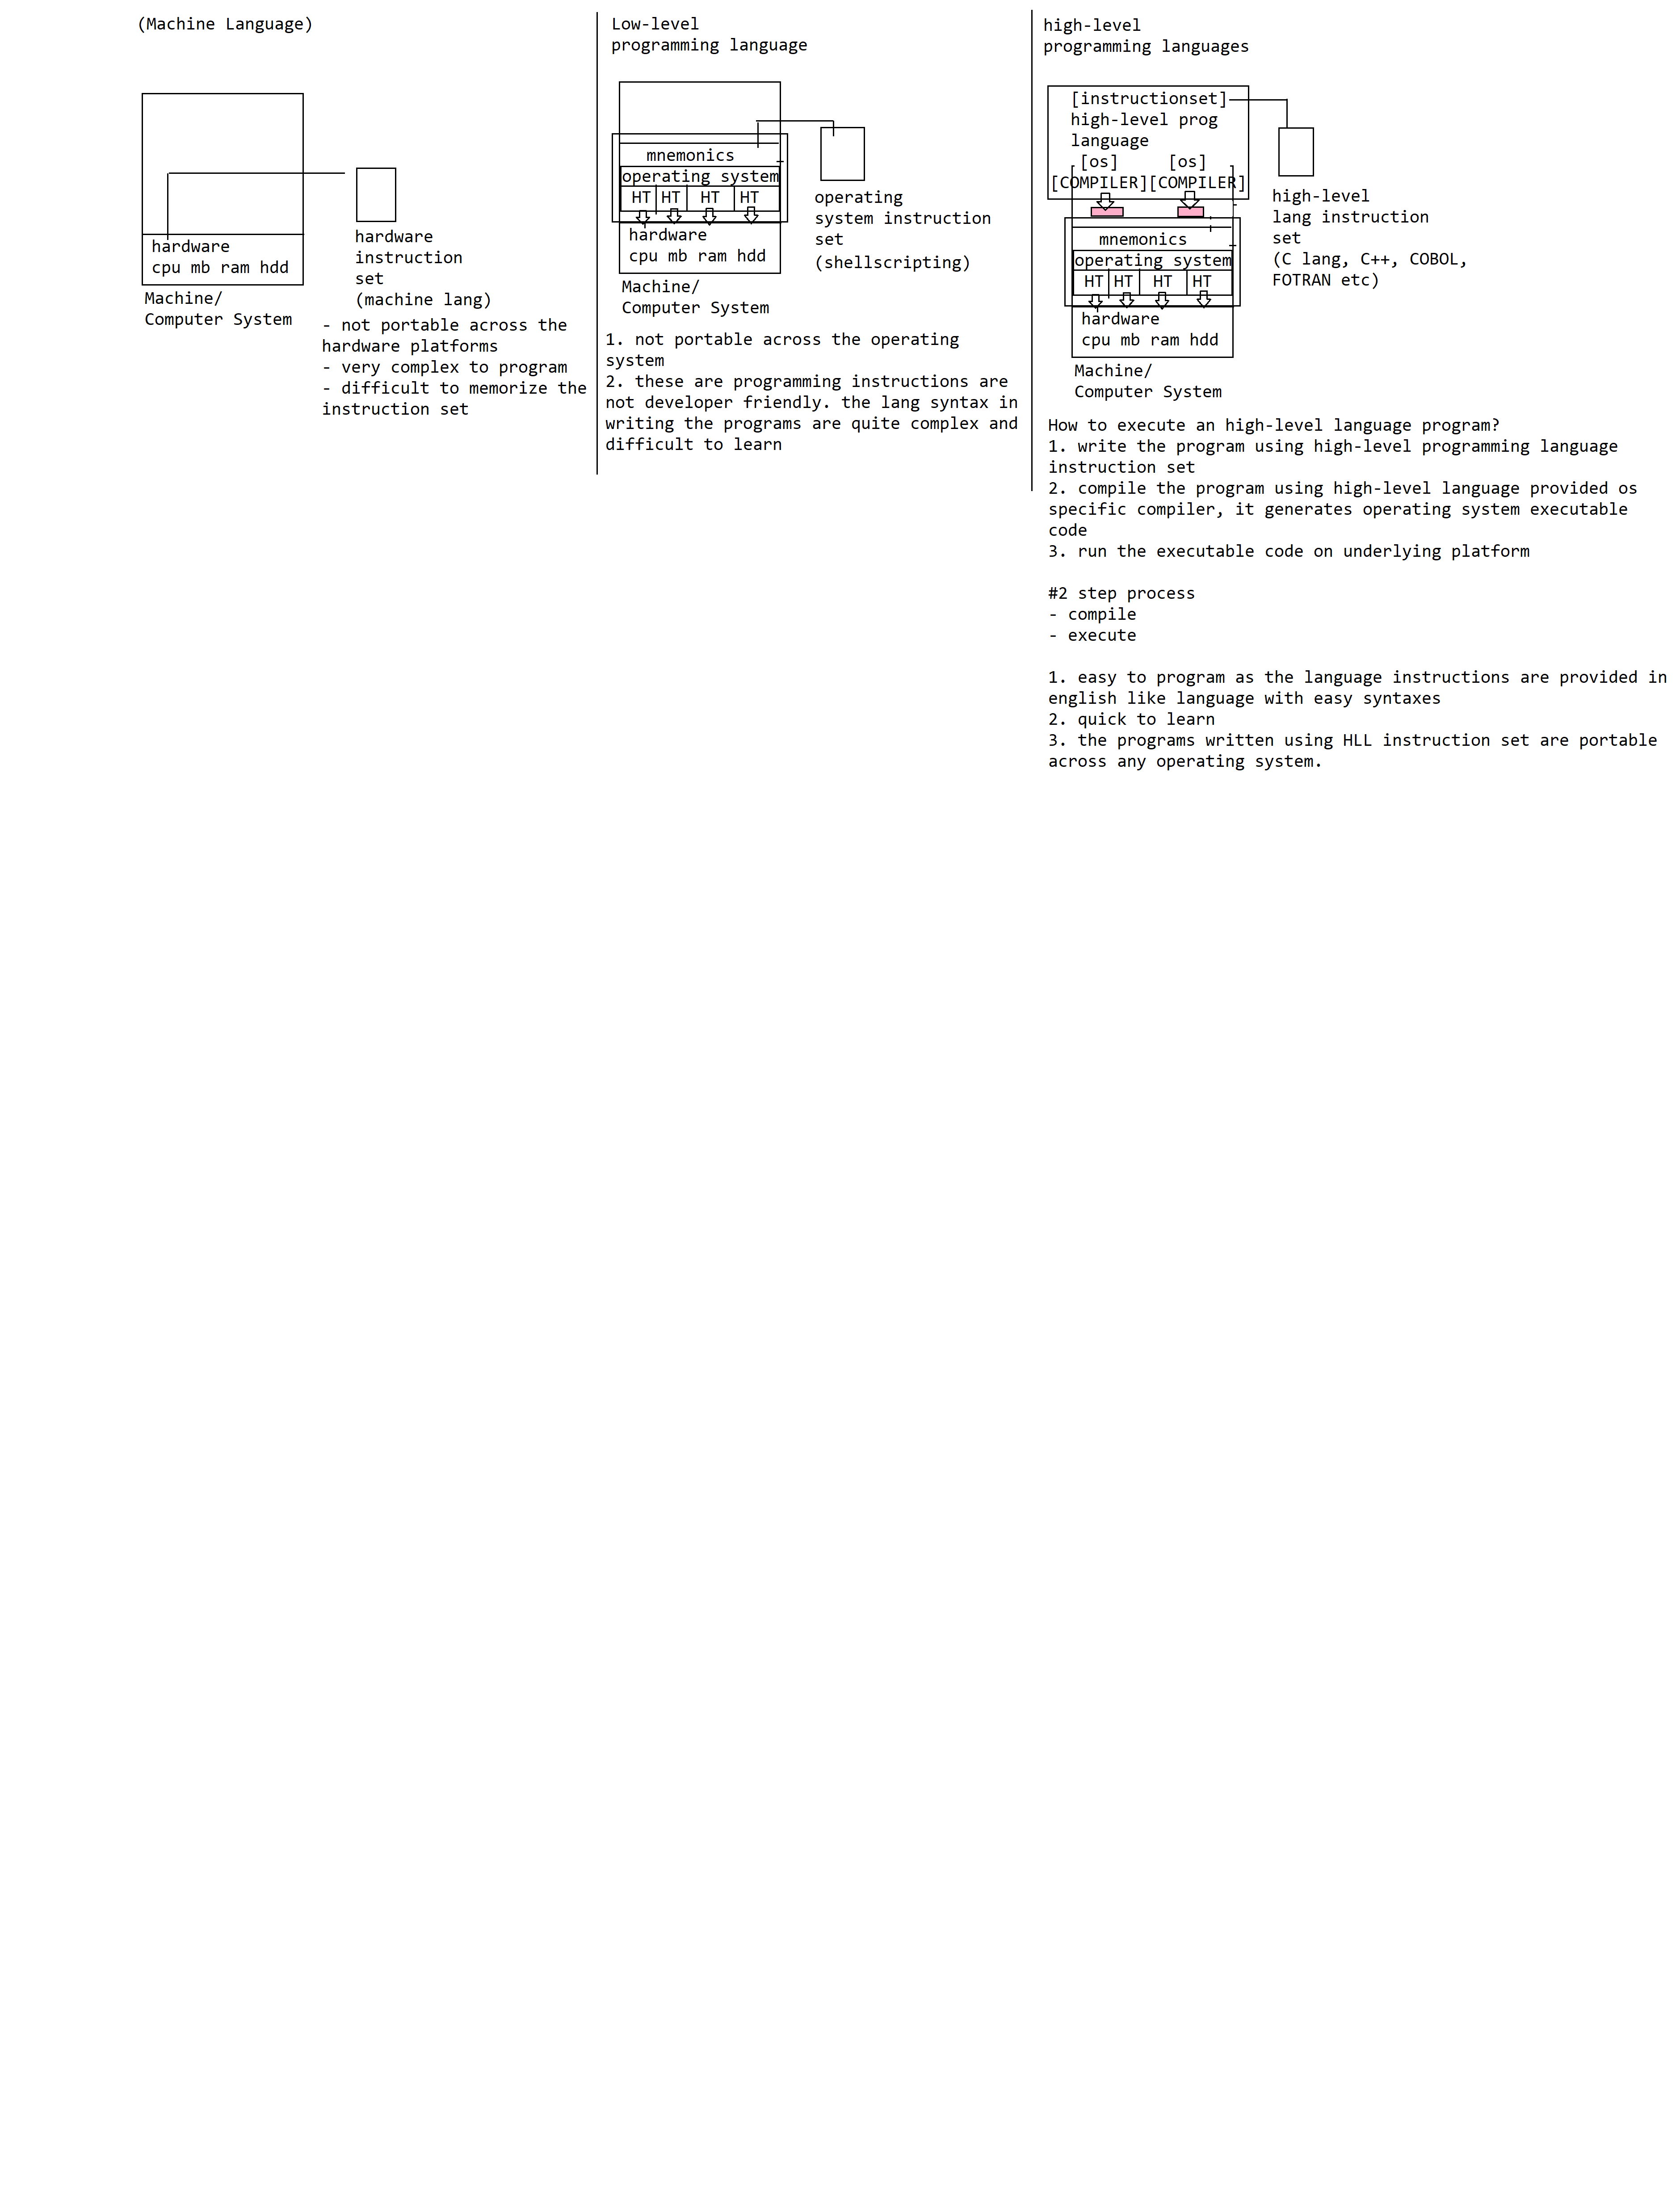 (Machine Language)
hardware
cpu mb ram hdd
Machine/
Computer System
hardware
instruction
set
(machine lang)
- not portable across the
hardware platforms
- very complex to program
- difficult to memorize the
instruction set
Low-level
programming language
mnemonics
operating system
HT HT HT HT
hardware
cpu mb ram hdd
Machine/
Computer System
operating
system instruction
set
(shellscripting)
1. not portable across the operating
system
2. these are programming instructions are
not developer friendly. the lang syntax in
writing the programs are quite complex and
difficult to learn
high-level
programming languages
[instructionset]
high-level prog
language
[os] [os]
[COMPILER][COMPILER]
mnemonics
operating system
HT HT HT HT
hardware
cpu mb ram hdd
Machine/
Computer System
high-level
lang instruction
set
(C lang, C++, COBOL,
FOTRAN etc)
How to execute an high-level language program?
1. write the program using high-level programming language
instruction set
2. compile the program using high-level language provided os
specific compiler, it generates operating system executable
code
3. run the executable code on underlying platform
#2 step process
- compile
- execute
1. easy to program as the language instructions are provided in
english like language with easy syntaxes
2. quick to learn
3. the programs written using HLL instruction set are portable
across any operating system.